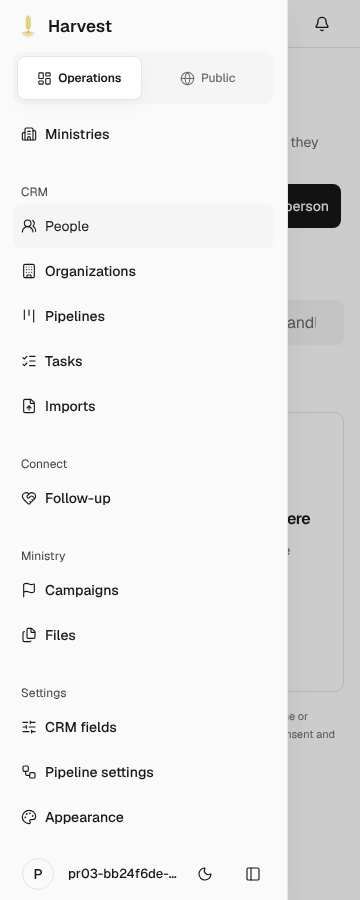 Harvest
Operations
Public
Ministries
CRM
People
Organizations
Pipelines
Tasks
Imports
Connect
Follow-up
Ministry
Campaigns
Files
Settings
CRM fields
Pipeline settings
Appearance
P
pr03-bb24f6de-...
they
person
and
ere
e
e or
nsent and